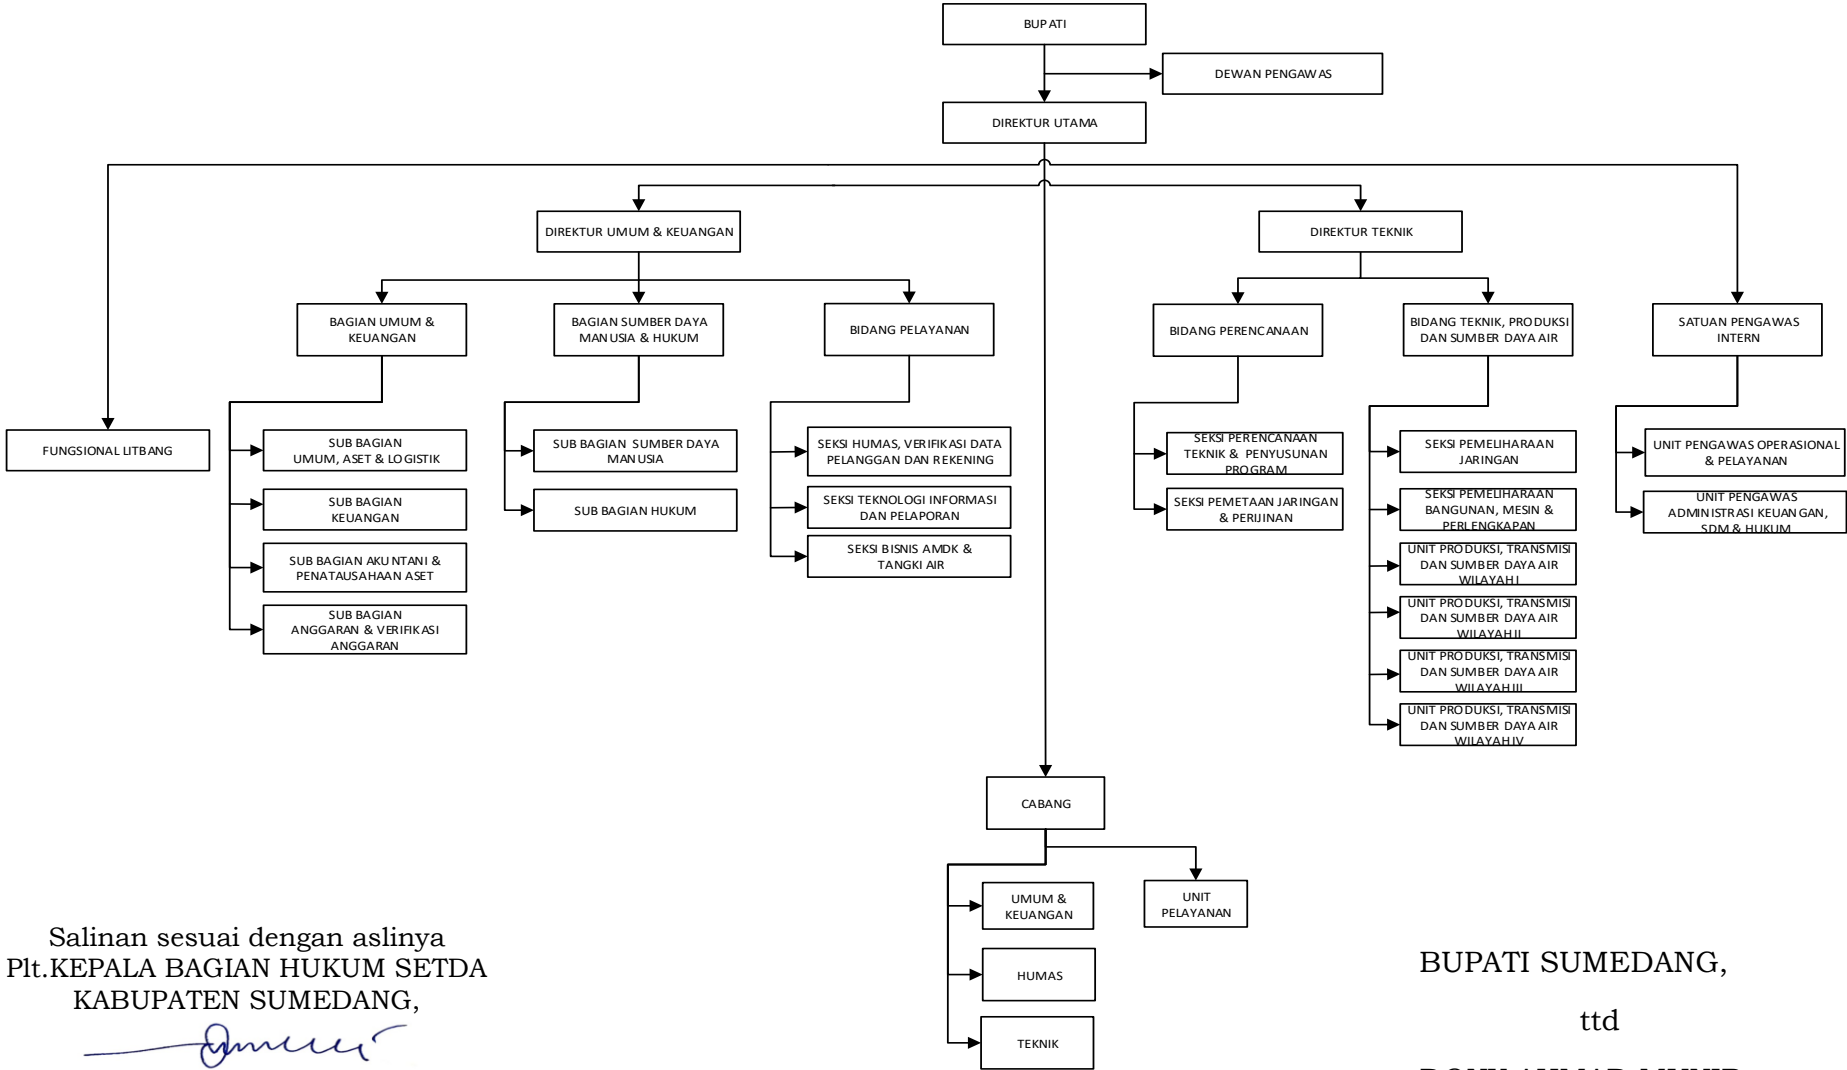 BUPATI
DEWAN PENGAWAS
DIREKTUR UTAMA
DIREKTUR UMUM & KEUANGAN
DIREKTUR TEKNIK
BAGIAN UMUM &
KEUANGAN
BAGIAN SUMBER DAYA
MANUSIA & HUKUM
BIDANG PELAYANAN
BIDANG PERENCANAAN
BIDANG TEKNIK, PRODUKSI
DAN SUMBER DAYA AIR
SATUAN PENGAWAS
INTERN
FUNGSIONAL LITBANG
SUB BAGIAN
UMUM, ASET & LOGISTIK
SUB BAGIAN
KEUANGAN
SUB BAGIAN AKUNTANI &
PENATAUSAHAAN ASET
SUB BAGIAN
ANGGARAN & VERIFIKASI
ANGGARAN
SUB BAGIAN SUMBER DAYA
MANUSIA
SUB BAGIAN HUKUM
SEKSI HUMAS, VERIFIKASI DATA
PELANGGAN DAN REKENING
SEKSI TEKNOLOGI INFORMASI
DAN PELAPORAN
SEKSI BISNIS AMDK &
TANGKI AIR
SEKSI PERENCANAAN
TEKNIK & PENYUSUNAN
PROGRAM
SEKSI PEMETAAN JARINGAN
& PERIJINAN
SEKSI PEMELIHARAAN
JARINGAN
SEKSI PEMELIHARAAN
BANGUNAN, MESIN &
PERLENGKAPAN
UNIT PRODUKSI, TRANSMISI
DAN SUMBER DAYA AIR
WILAYAH I
UNIT PRODUKSI, TRANSMISI
DAN SUMBER DAYA AIR
WILAYAH II
UNIT PRODUKSI, TRANSMISI
DAN SUMBER DAYA AIR
WILAYAH III
UNIT PRODUKSI, TRANSMISI
DAN SUMBER DAYA AIR
WILAYAH IV
UNIT PENGAWAS OPERASIONAL
& PELAYANAN
UNIT PENGAWAS
ADMINISTRASI KEUANGAN,
SDM & HUKUM
CABANG
UMUM &
KEUANGAN
UNIT
PELAYANAN
HUMAS
TEKNIK
Salinan sesuai dengan aslinya
Plt.KEPALA BAGIAN HUKUM SETDA
KABUPATEN SUMEDANG,
BUPATI SUMEDANG,
ttd